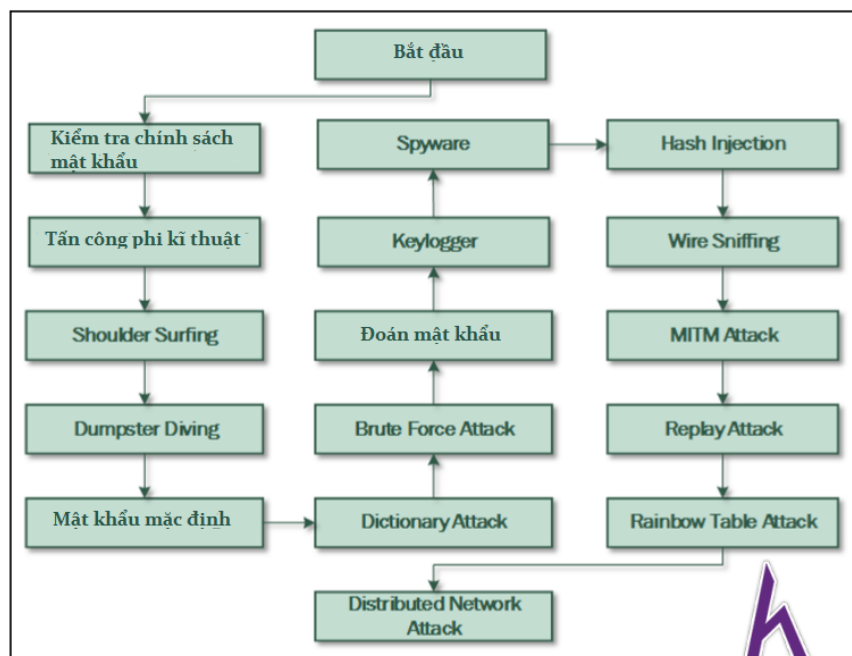 Bắt đầu
Kiểm tra chính sách
mật khẩu
Tấn công phi kĩ thuật
Shoulder Surfing
Dumpster Diving
Mật khẩu mặc định
Dictionary Attack
Brute Force Attack
Đoán mật khẩu
Keylogger
Spyware
Hash Injection
Wire Sniffing
MITM Attack
Replay Attack
Rainbow Table Attack
Distributed Network
Attack